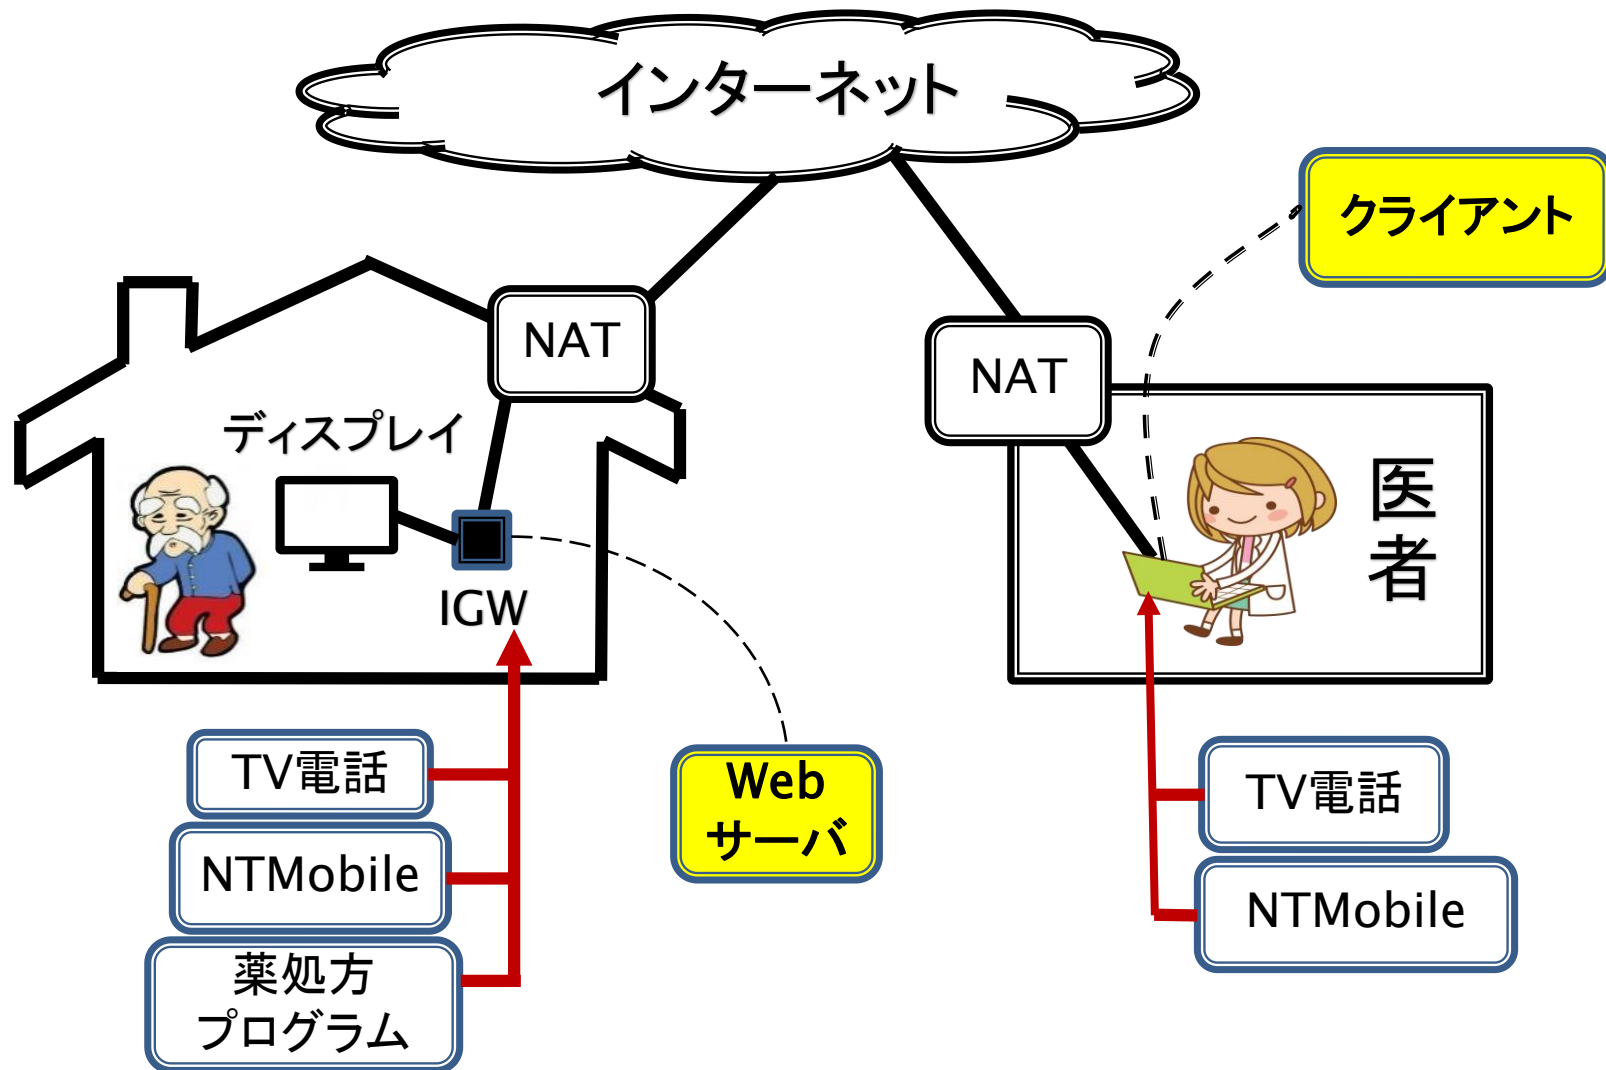 インターネット
クライアント
NAT
NAT
ディスプレイ
医
者
IGW
TV電話
NTMobile
薬処方
プログラム
Web
サーバ
TV電話
NTMobile